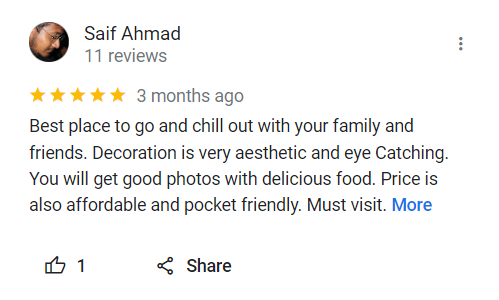 Saif Ahmad
11 reviews
3 months ago
Best place to go and chill out with your family and
friends. Decoration is very aesthetic and eye Catching.
You will get good photos with delicious food. Price is
also affordable and pocket friendly. Must visit. More
1 Share